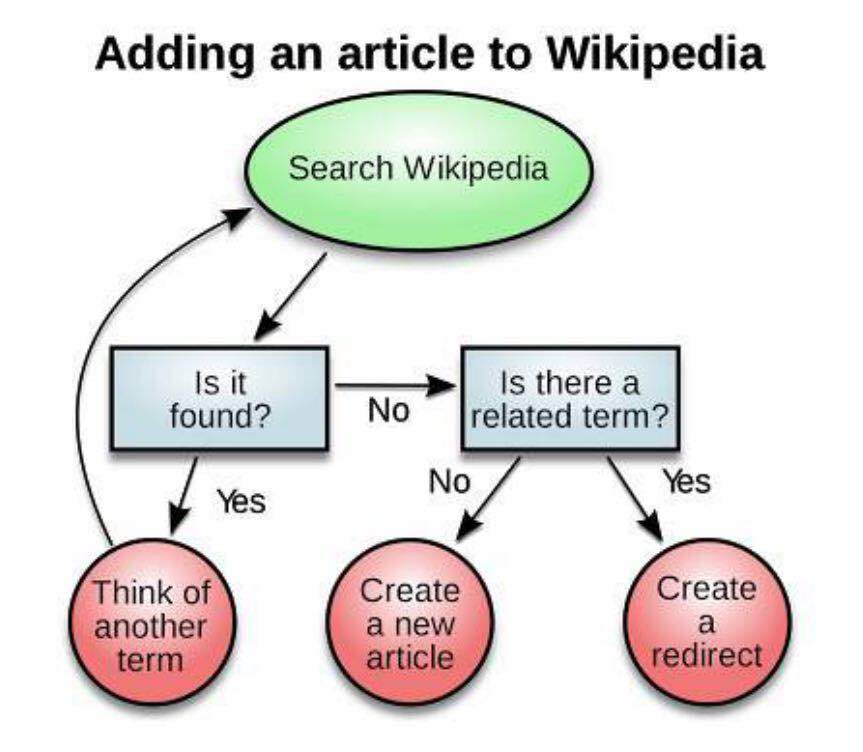 Adding an article to Wikipedia
Search Wikipedia
Is it
found?
No
Is there a
related term?
Yes
No
Yes
Think of
another
term
Create
a new
article
Create
a
redirect